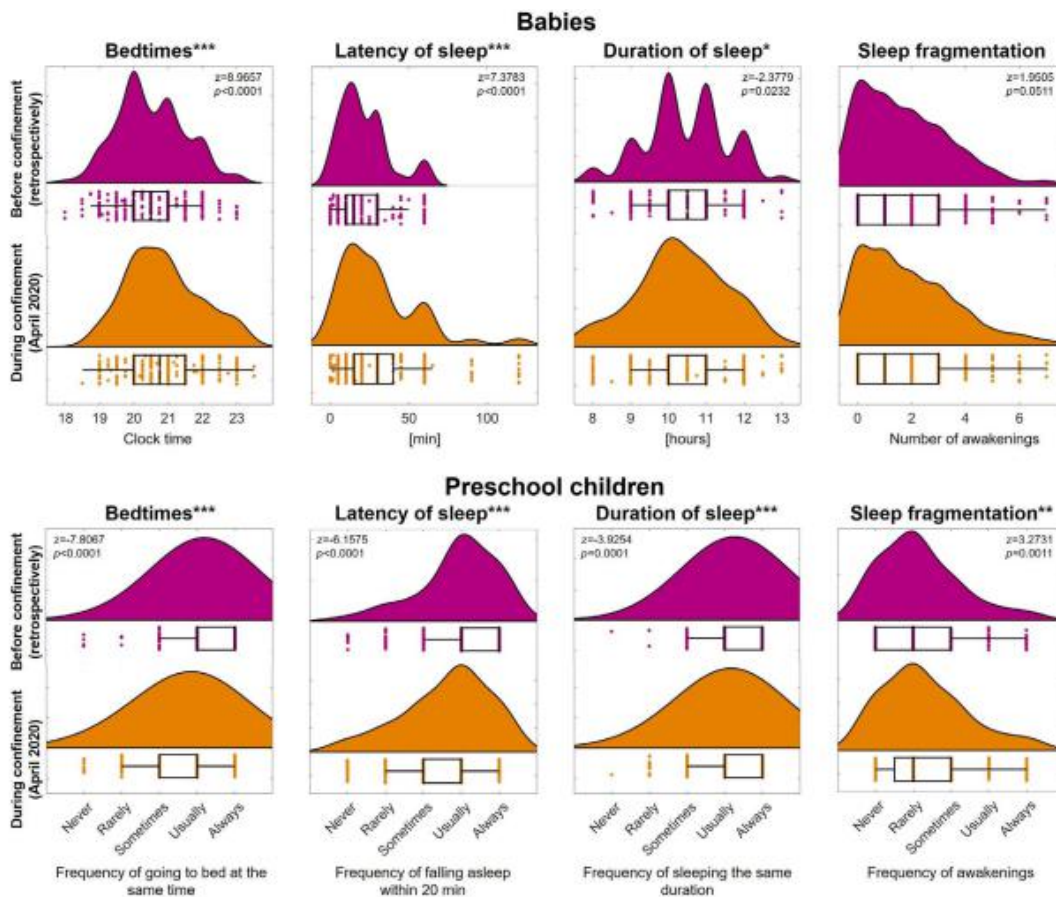 Babies
Bedtimes***
Latency of sleep***
Duration of sleep*
Sleep fragmentation
Before confinement
(retrospectively)
z=8.9657
p<0.0001
z=7.3783
p<0.0001
z=-2.3779
p=0.0232
z=1.9505
p=0.0511
During confinement
(April 2020)
18 19 20 21 22 23
Clock time
0 50 100
[min]
8 9 10 11 12 13
[hours]
0 2 4 6
Number of awakenings
Preschool children
Bedtimes***
Latency of sleep***
Duration of sleep***
Sleep fragmentation**
Before confinement
(retrospectively)
z=-7.8067
p<0.0001
z=-6.1575
p<0.0001
z=-3.9254
p=0.0001
z=3.2731
p=0.0011
During confinement
(April 2020)
Never Rarely Sometimes Usually Always
Frequency of going to bed at the
same time
Never Rarely Sometimes Usually Always
Frequency of falling asleep
within 20 min
Never Rarely Sometimes Usually Always
Frequency of sleeping the same
duration
Never Rarely Sometimes Usually Always
Frequency of awakenings